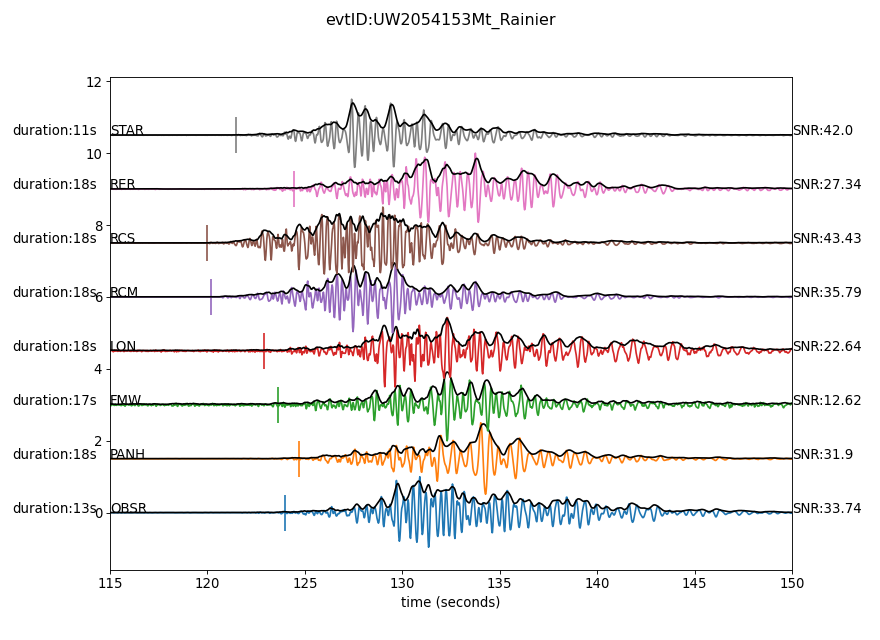 evtID:UW2054153Mt_Rainier
12
duration:11s STAR SNR:42.0
10
duration:18s RER SNR:27.34
8
duration:18s RCS SNR:43.43
duration:18s 6 RCM SNR:35.79
duration:18s LON SNR:22.64
4
duration:17s FMW SNR:12.62
2
duration:18s PANH SNR:31.9
duration:13s 0 OBSR SNR:33.74
115 120 125 130 135 140 145 150
time (seconds)